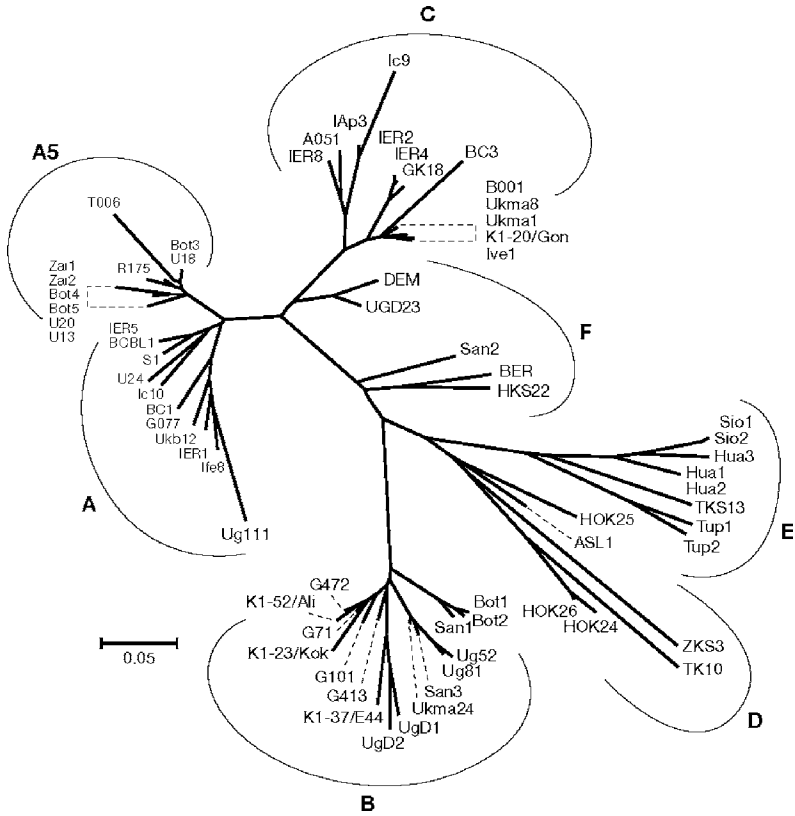 C
Ic9
IAp3
A051
IER8
IER2
IER4
GK18
BC3
B001
Ukma8
Ukma1
K1-20/Gon
Ive1
A5
T006
Bot3
U18
R175
Zai1
Zai2
Bot4
Bot5
U20
U13
DEM
UGD23
F
San2
BER
HKS22
IER5
BCBL1
S1
U24
Ic10
BC1
G077
Ukb12
IER1
Ife8
Ug111
A
Sio1
Sio2
Hua3
Hua1
Hua2
TKS13
Tup1
Tup2
E
HOK25
ASL1
HOK26
HOK24
ZKS3
TK10
D
G472
K1-52/Ali
G71
K1-23/Kok
G101
G413
K1-37/E44
UgD2
UgD1
Ukma24
San3
Ug81
Ug52
San1
Bot2
Bot1
B
0.05